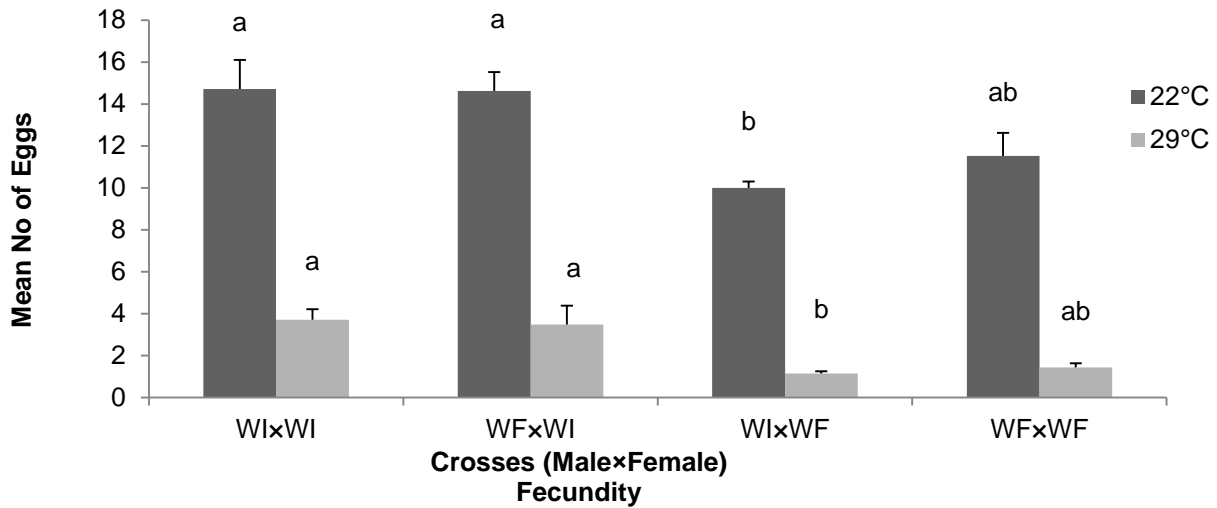 Mean No of Eggs
18
16
14
12
10
8
6
4
2
0
a
a
b
ab
a
a
b
ab
22°C
29°C
WI×WI
WF×WI
WI×WF
WF×WF
Crosses (Male×Female)
Fecundity